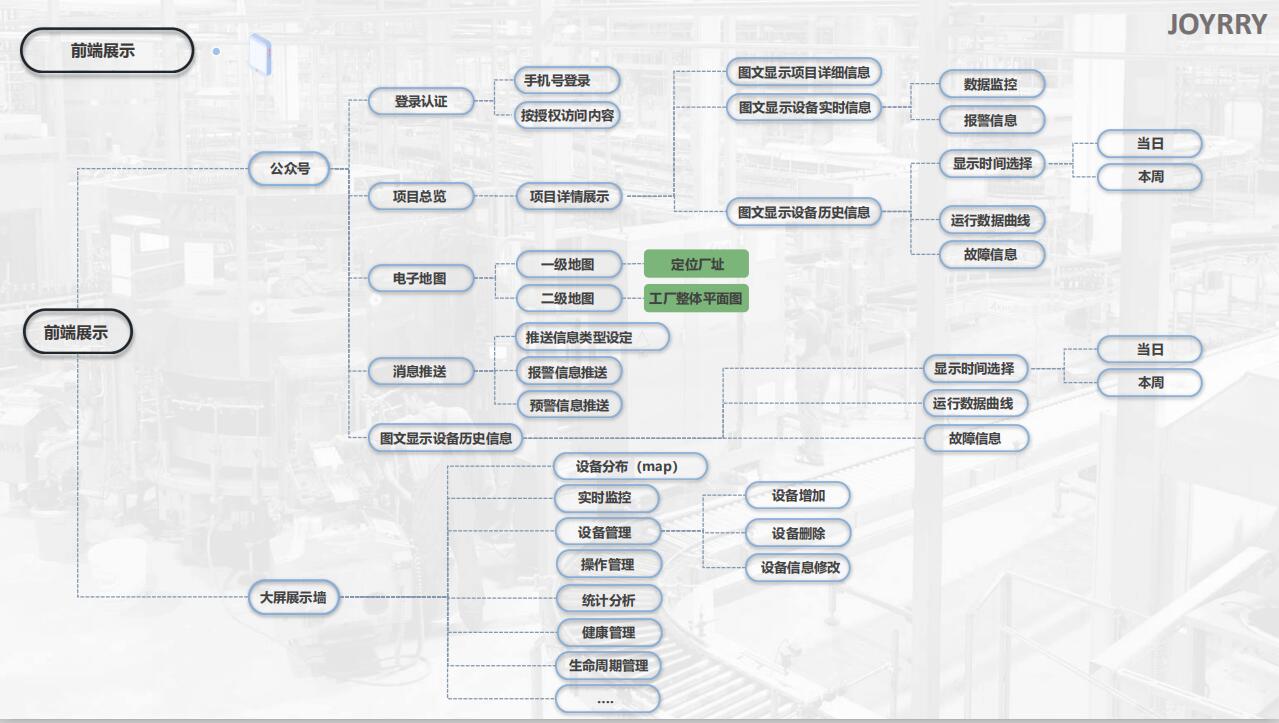 JOYRRY
前端展示
前端展示
公众号
登录认证
手机号登录
按授权访问内容
项目总览
项目详情展示
图文显示项目详细信息
图文显示设备实时信息
数据监控
报警信息
图文显示设备历史信息
显示时间选择
当日
本周
运行数据曲线
故障信息
电子地图
一级地图
定位厂址
二级地图
工厂整体平面图
消息推送
推送信息类型设定
报警信息推送
预警信息推送
图文显示设备历史信息
显示时间选择
当日
本周
运行数据曲线
故障信息
大屏展示墙
设备分布（map）
实时监控
设备管理
设备增加
设备删除
设备信息修改
操作管理
统计分析
健康管理
生命周期管理
....